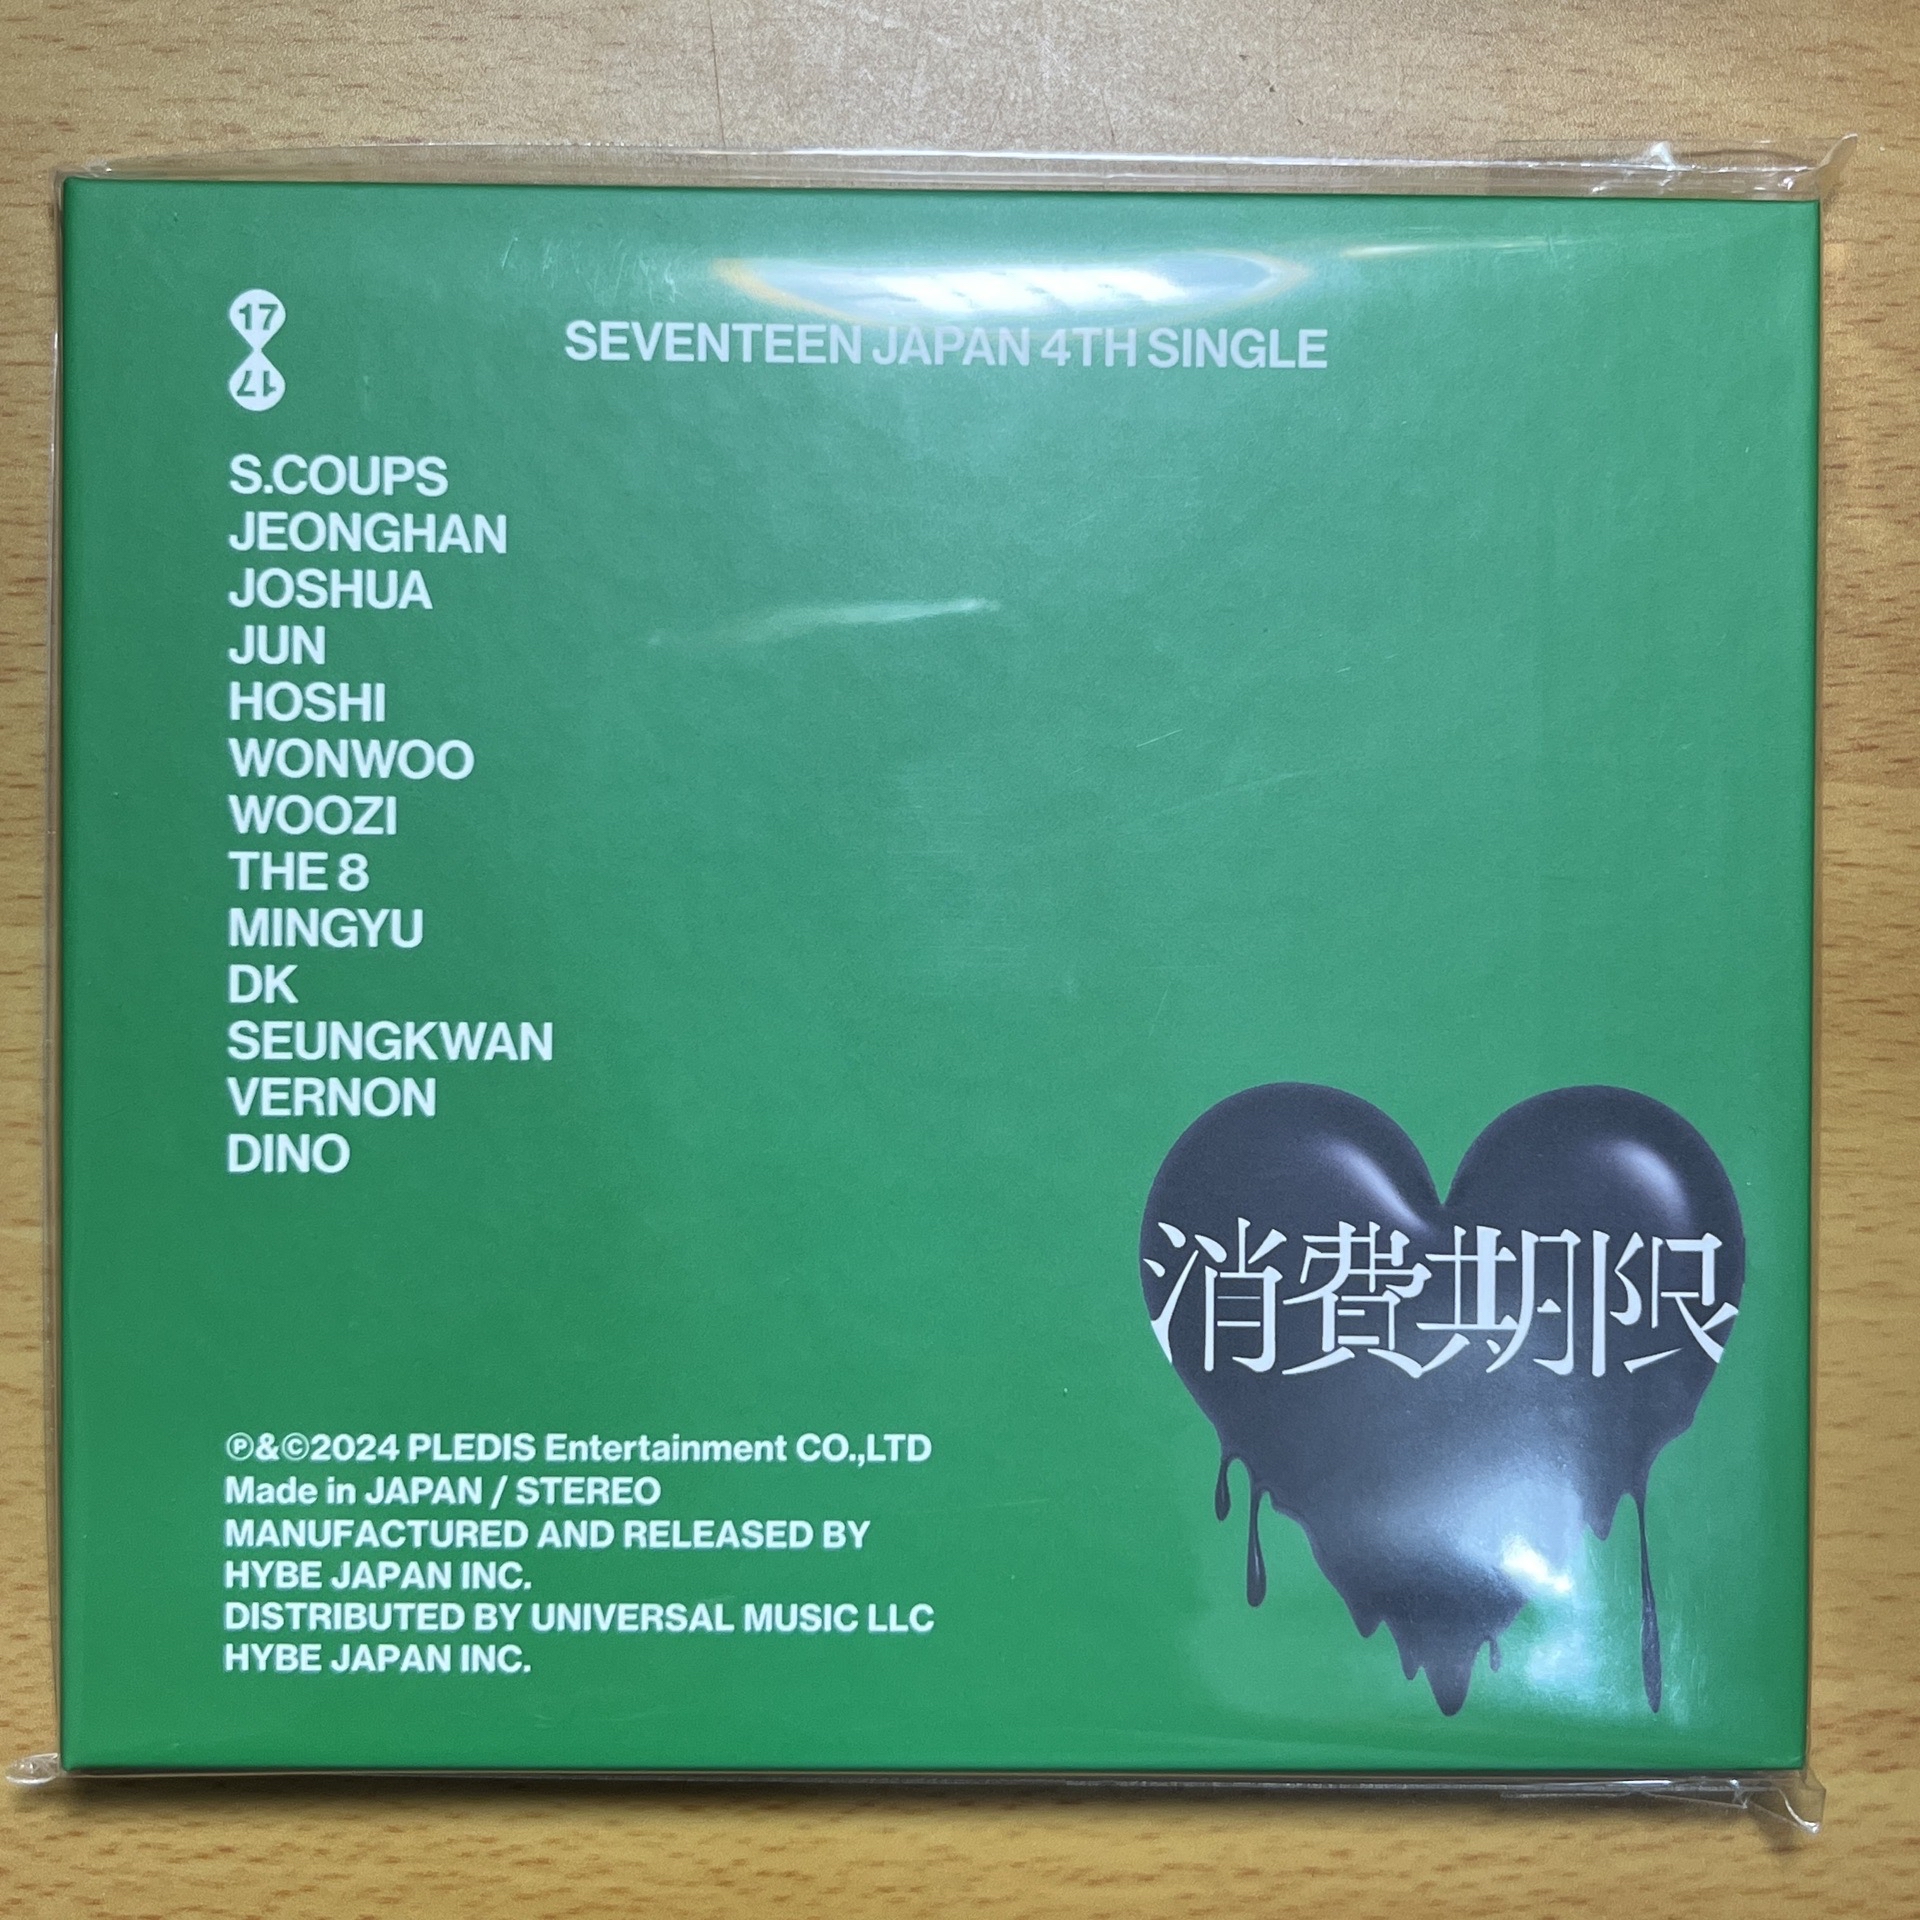 17
17
SEVENTEEN JAPAN 4TH SINGLE
S.COUPS
JEONGHAN
JOSHUA
JUN
HOSHI
WONWOO
WOOZI
THE 8
MINGYU
DK
SEUNGKWAN
VERNON
DINO
消費期限
℗&©2024 PLEDIS Entertainment CO.,LTD
Made in JAPAN / STEREO
MANUFACTURED AND RELEASED BY
HYBE JAPAN INC.
DISTRIBUTED BY UNIVERSAL MUSIC LLC
HYBE JAPAN INC.